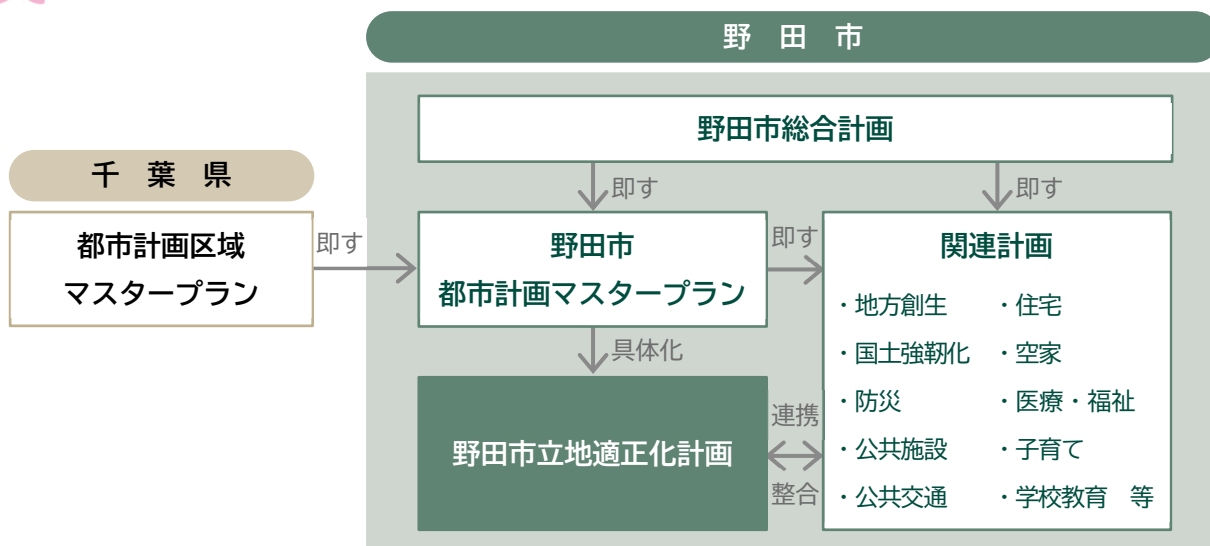 野 田 市
野田市総合計画
千 葉 県
即す
即す
都市計画区域
マスタープラン
即す
野田市
都市計画マスタープラン
即す
関連計画
・地方創生
・住宅
・国土強靭化
・空家
・防災
・医療・福祉
・公共施設
・子育て
・公共交通
・学校教育 等
具体化
野田市立地適正化計画
連携
整合